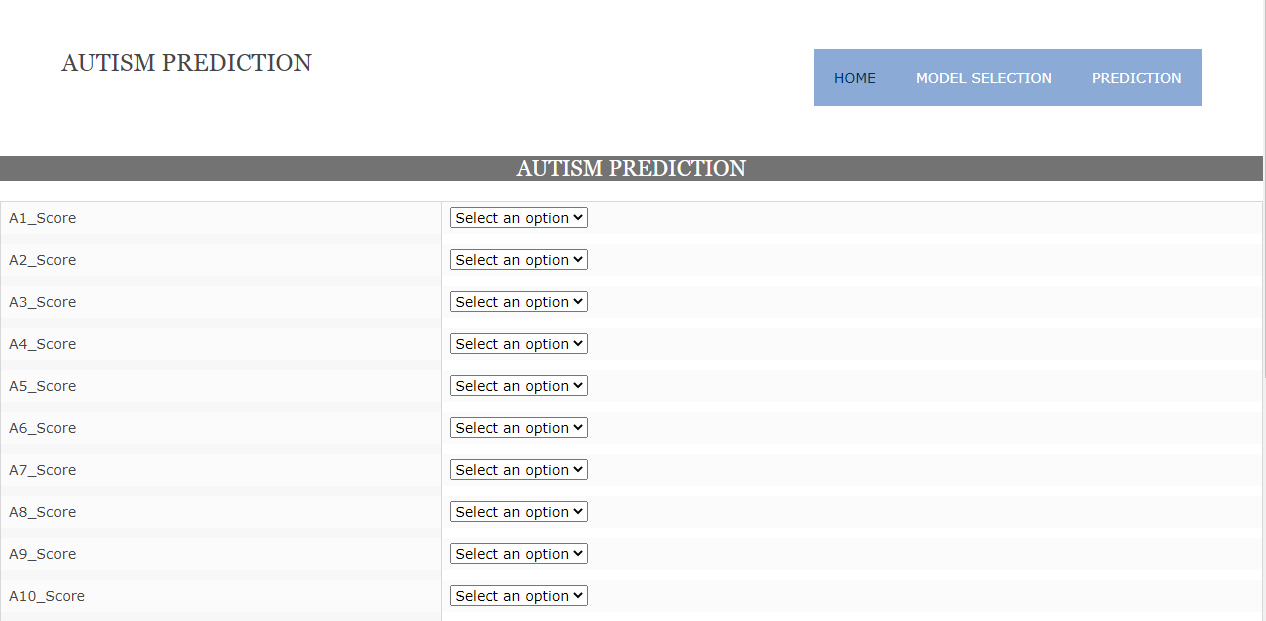 AUTISM PREDICTION
HOME MODEL SELECTION PREDICTION
AUTISM PREDICTION
A1_Score Select an option
A2_Score Select an option
A3_Score Select an option
A4_Score Select an option
A5_Score Select an option
A6_Score Select an option
A7_Score Select an option
A8_Score Select an option
A9_Score Select an option
A10_Score Select an option